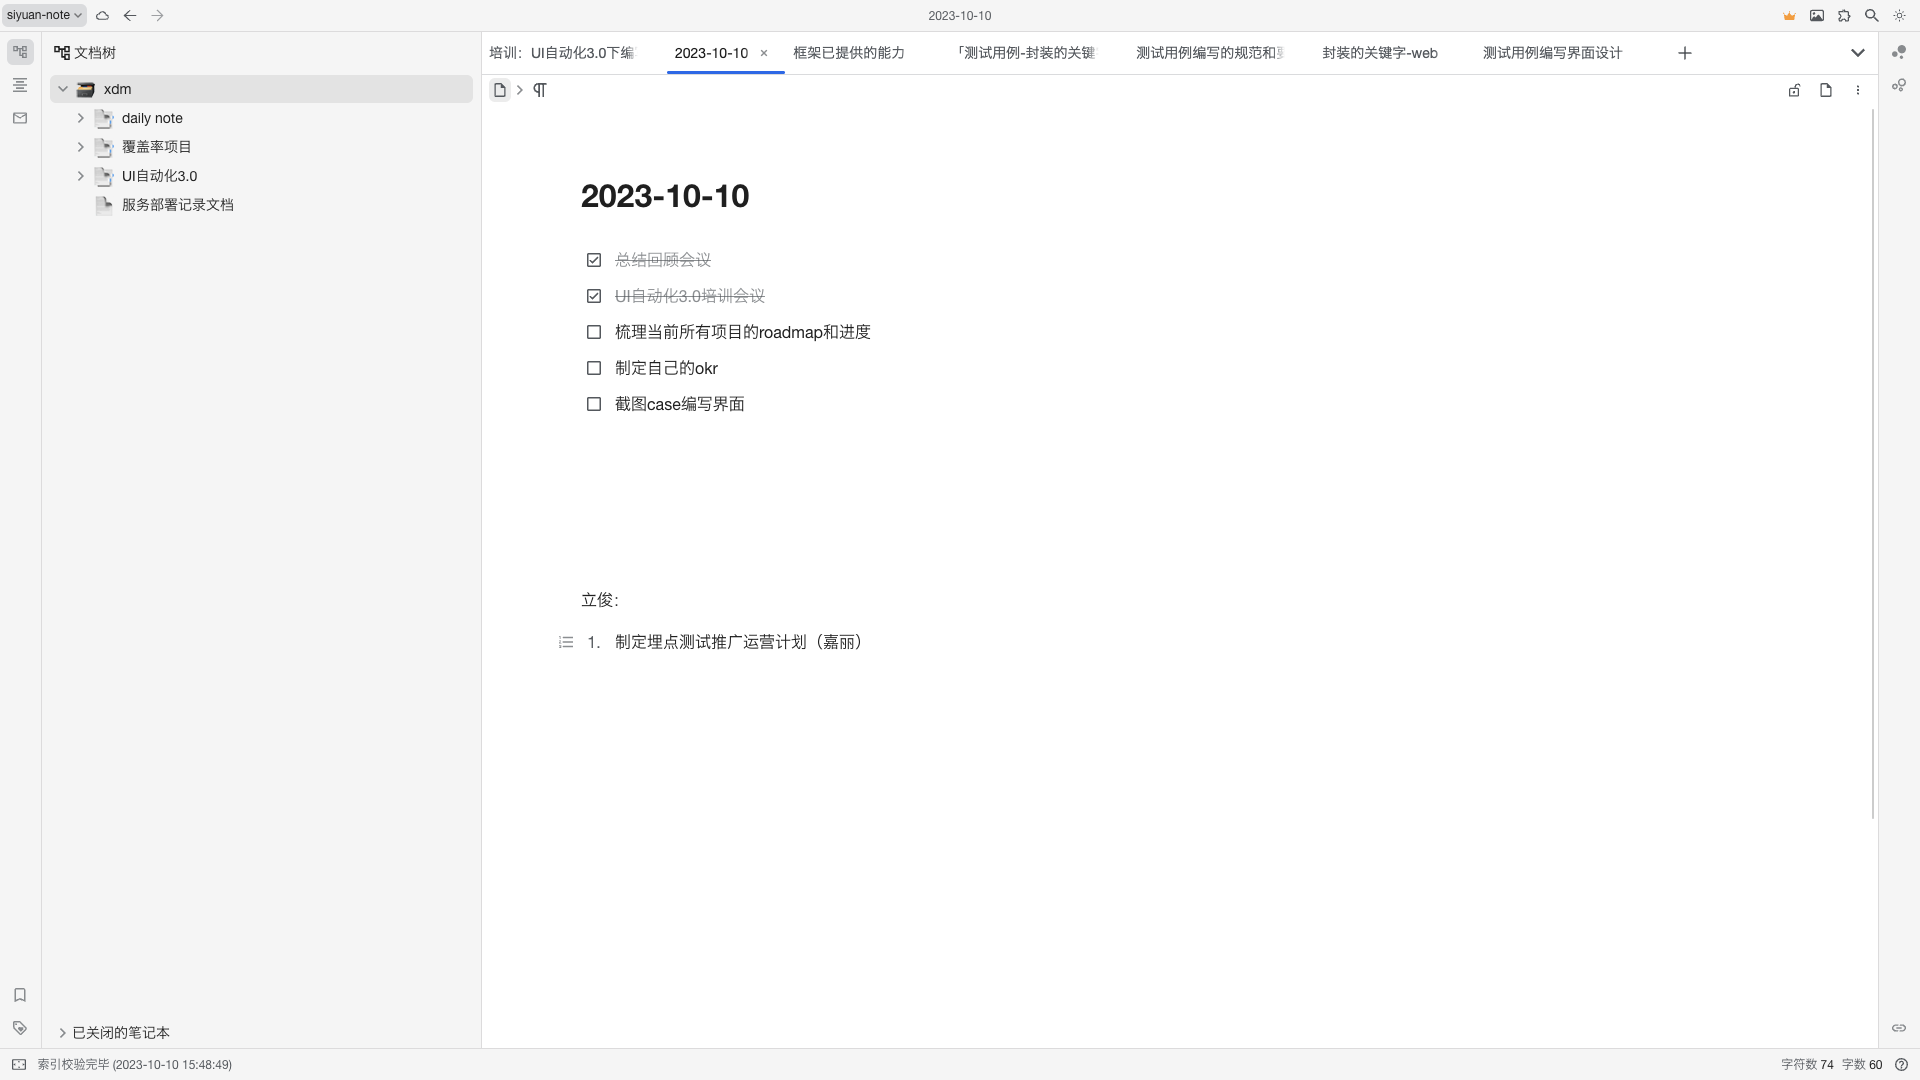 siyuan-note
2023-10-10
文档树
xdm
daily note
覆盖率项目
UI自动化3.0
服务部署记录文档
已关闭的笔记本
培训：UI自动化3.0下编
2023-10-10
框架已提供的能力
「测试用例-封装的关键
测试用例编写的规范和
封装的关键字-web
测试用例编写界面设计
2023-10-10
总结回顾会议
UI自动化3.0培训会议
梳理当前所有项目的roadmap和进度
制定自己的okr
截图case编写界面
立俊：
1. 制定埋点测试推广运营计划（嘉丽）
索引校验完毕 (2023-10-10 15:48:49)
字符数 74 字数 60